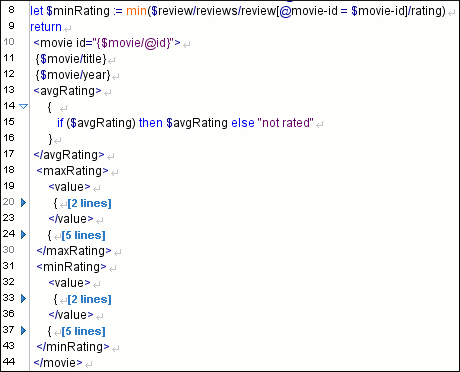 8 let $minRating := min($review/reviews/review[@movie-id = $movie-id]/rating)
9 return
10 <movie id="{$movie/@id}">
11 {$movie/title}
12 {$movie/year}
13 <avgRating>
14 {
15 if ($avgRating) then $avgRating else "not rated"
16 }
17 </avgRating>
18 <maxRating>
19 <value>
20 { [2 lines]
23 </value>
24 { [5 lines]
30 </maxRating>
31 <minRating>
32 <value>
33 { [2 lines]
36 </value>
37 { [5 lines]
43 </minRating>
44 </movie>